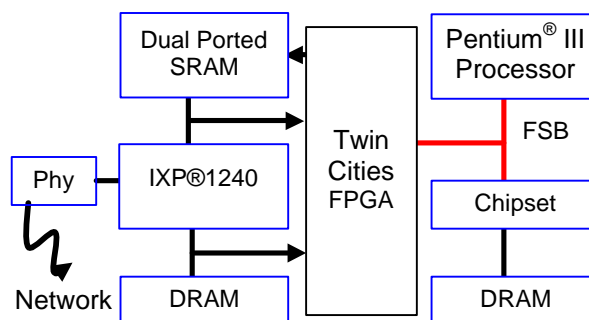 Dual Ported
SRAM
Pentium® III
Processor
Twin
Cities
FPGA
FSB
Phy
IXP®1240
Chipset
Network
DRAM
DRAM